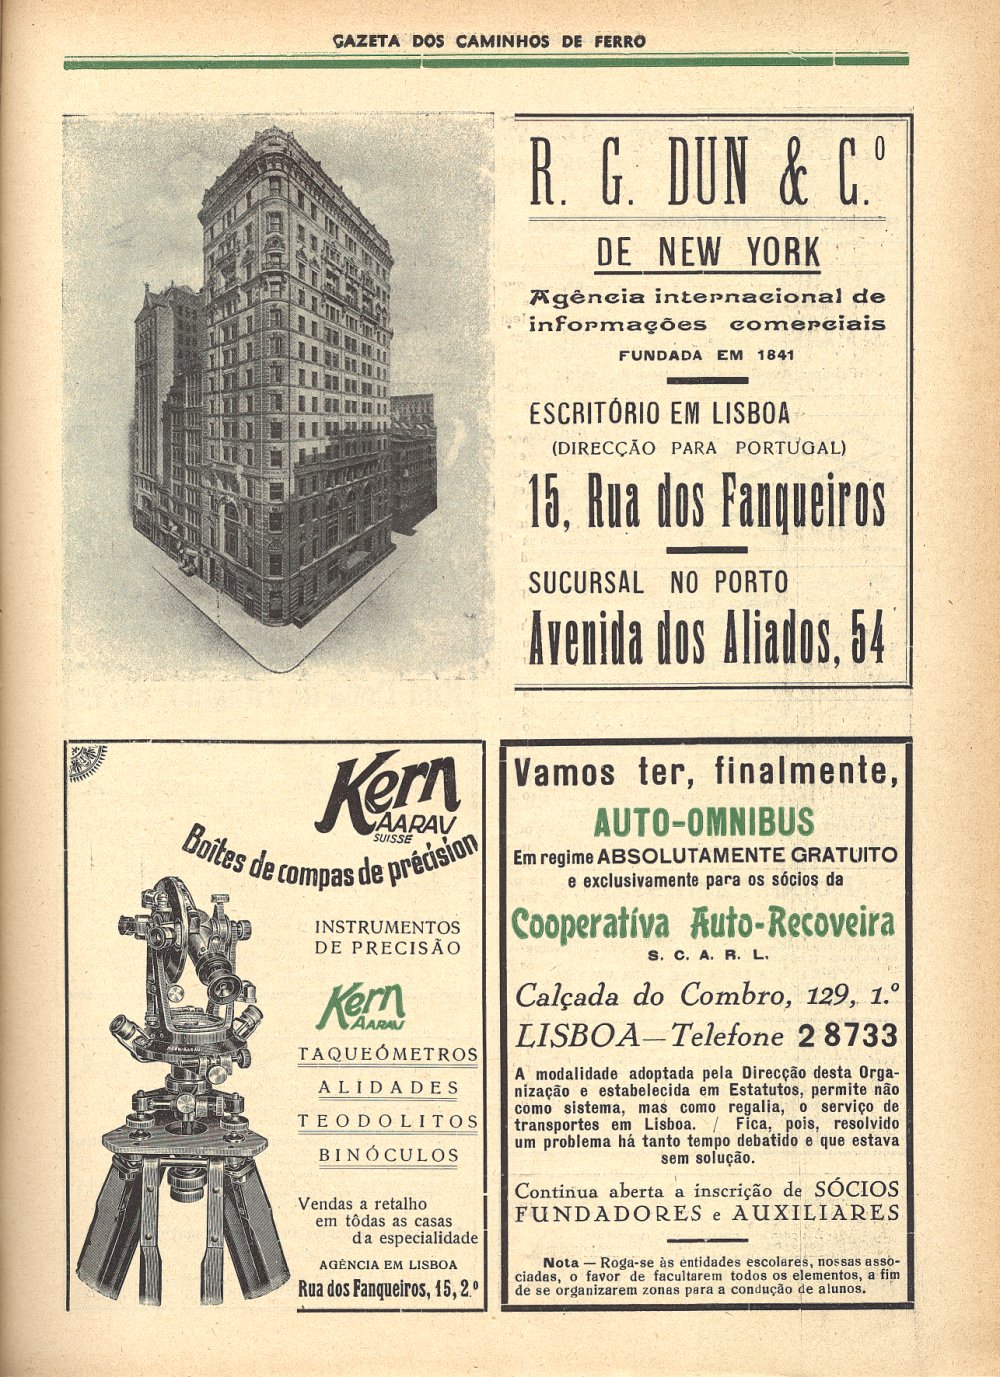 GAZETA DOS CAMINHOS DE FERRO
R. G. DUN & C.º
DE NEW YORK
Agência internacional de
informações comerciais
FUNDADA EM 1841
ESCRITÓRIO EM LISBOA
(DIRECÇÃO PARA PORTUGAL)
15, Rua dos Fanqueiros
SUCURSAL NO PORTO
Avenida dos Aliados, 54
Kern
AARAU
SUISSE
Boîtes de compas de précision
INSTRUMENTOS
DE PRECISÃO
Kern
AARAU
TAQUEÓMETROS
ALIDADES
TEODOLITOS
BINÓCULOS
Vendas a retalho
em tôdas as casas
da especialidade
AGÊNCIA EM LISBOA
Rua dos Fanqueiros, 15, 2.º
Vamos ter, finalmente,
AUTO-OMNIBUS
Em regime ABSOLUTAMENTE GRATUITO
e exclusivamente para os sócios da
Cooperatíva Auto-Recoveira
S. C. A. R. L.
Calçada do Combro, 129, 1.º
LISBOA — Telefone 2 8733
A modalidade adoptada pela Direcção desta Orga-
nização e estabelecida em Estatutos, permite não
como sistema, mas como regalia, o serviço de
transportes em Lisboa. / Fica, pois, resolvido
um problema há tanto tempo debatido e que estava
sem solução.
Continua aberta a inscrição de SÓCIOS
FUNDADORES e AUXILIARES
Nota — Roga-se às entidades escolares, nossas asso-
ciadas, o favor de facultarem todos os elementos, a fim
de se organizarem zonas para a condução de alunos.